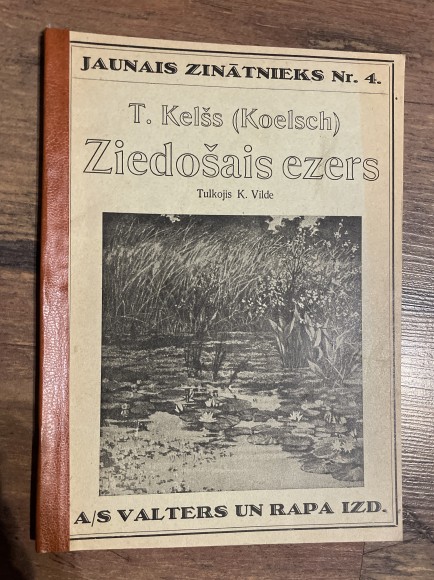 JAUNAIS ZINĀTNIEKS Nr. 4.
T. Kelšs (Koelsch)
Ziedošais ezers
Tulkojis K. Vilde
A/S VALTERS UN RAPA IZD.